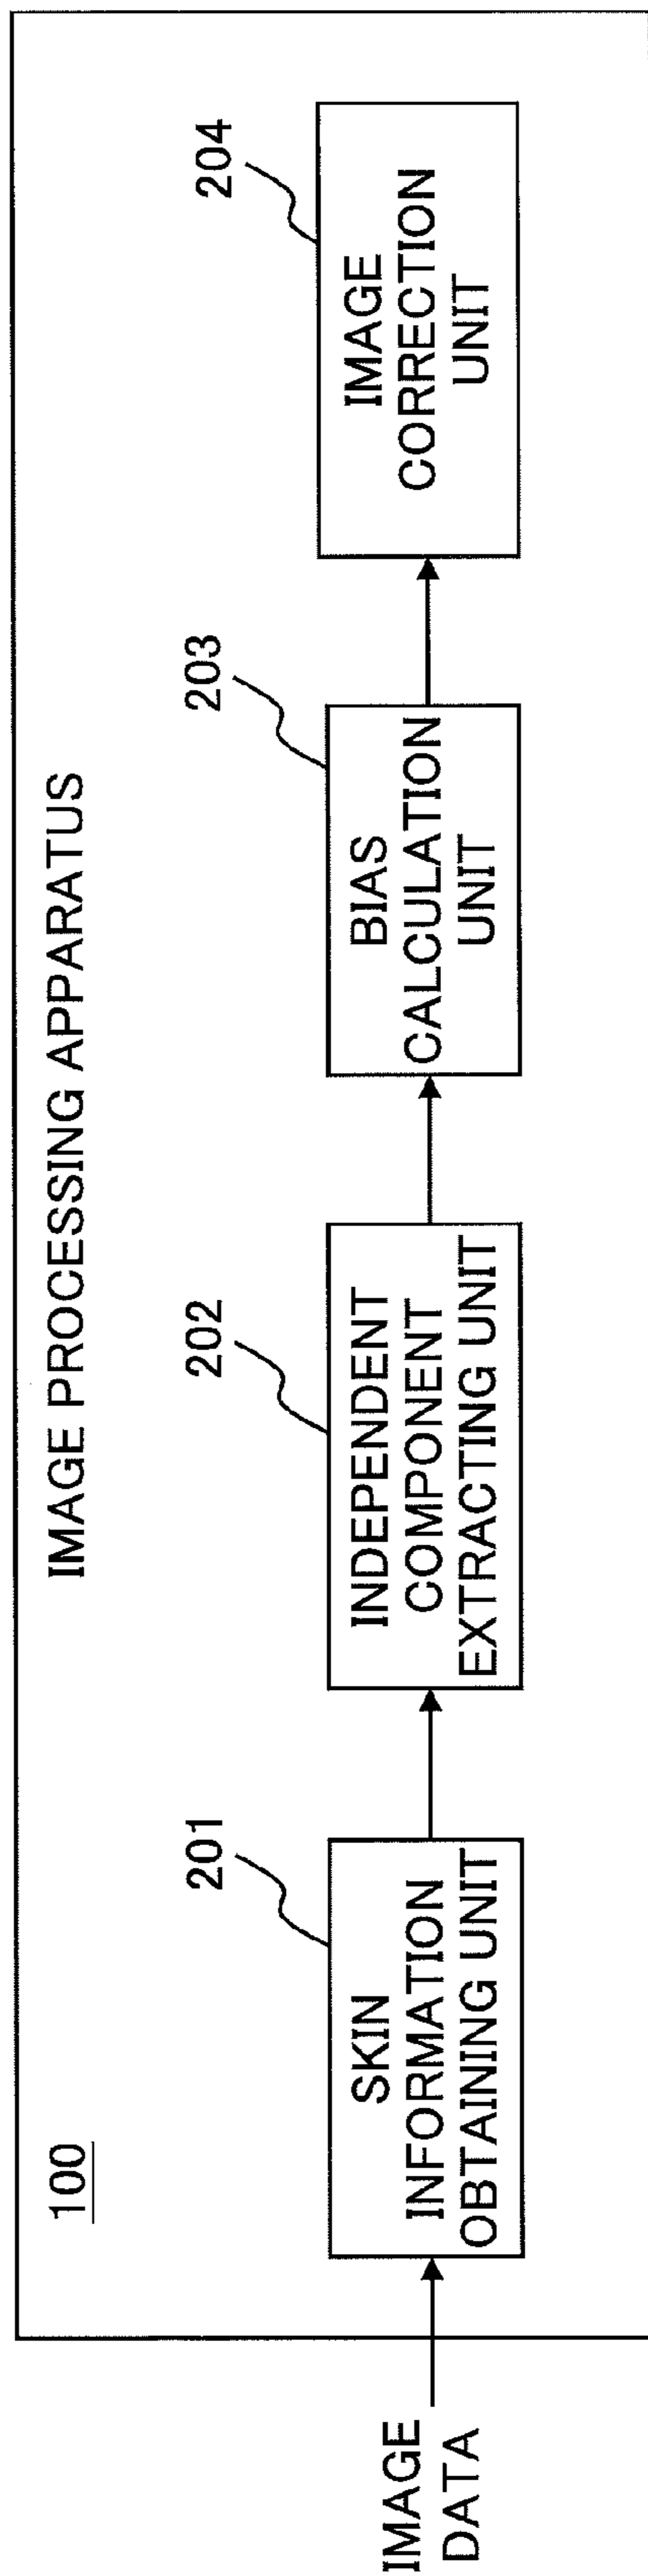 IMAGE PROCESSING APPARATUS
100
IMAGE
DATA
201
SKIN
INFORMATION
OBTAINING UNIT
202
INDEPENDENT
COMPONENT
EXTRACTING UNIT
203
BIAS
CALCULATION
UNIT
204
IMAGE
CORRECTION
UNIT